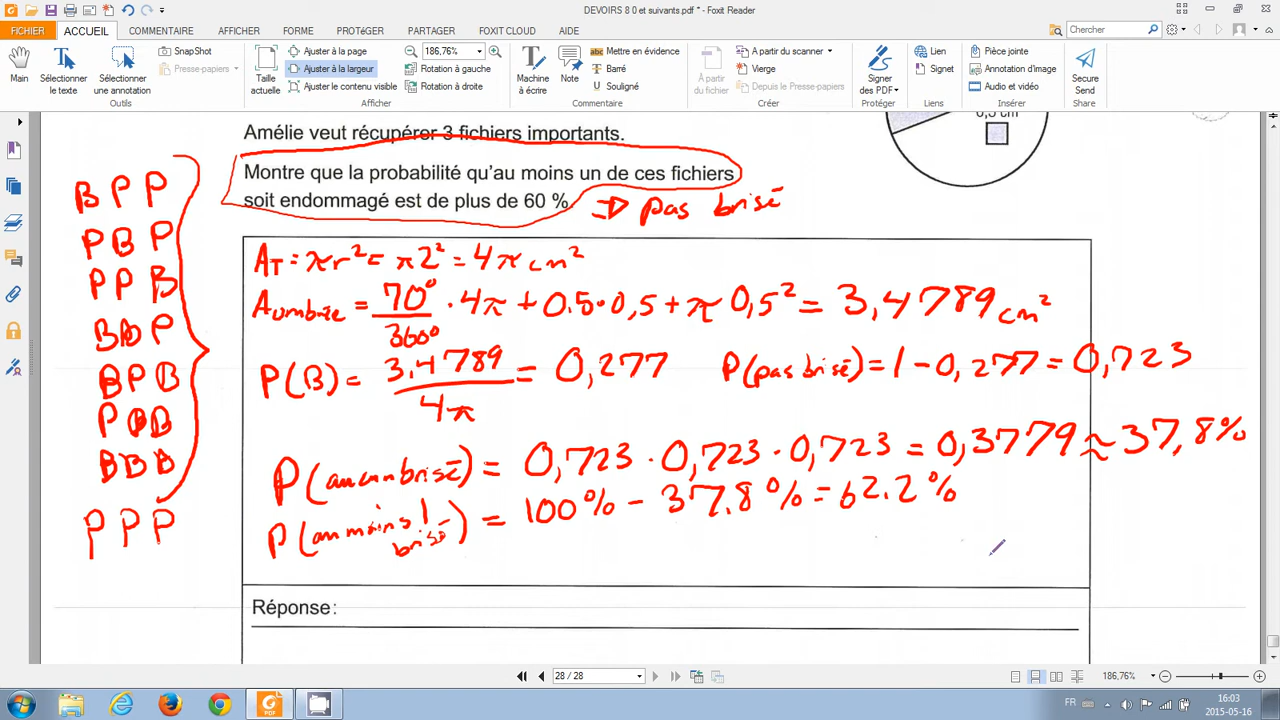 DEVOIRS 8 0 et suivants.pdf * - Foxit Reader
FICHIER ACCUEIL COMMENTAIRE AFFICHER FORME PROTÉGER PARTAGER FOXIT CLOUD AIDE
Chercher
Main
Sélectionner le texte
Sélectionner une annotation
SnapShot
Presse-papiers
Outils
Taille actuelle
Ajuster à la page
Ajuster à la largeur
Ajuster le contenu visible
186,76%
Rotation à gauche
Rotation à droite
Afficher
Machine à écrire
Note
Mettre en évidence
Barré
Souligné
Commentaire
À partir du fichier
A partir du scanner
Vierge
Depuis le Presse-papiers
Créer
Signer des PDF
Protéger
Lien
Signet
Liens
Pièce jointe
Annotation d'image
Audio et vidéo
Insérer
Secure Send
Share
Amélie veut récupérer 3 fichiers importants.
Montre que la probabilité qu'au moins un de ces fichiers
soit endommagé est de plus de 60 %.
⇒ pas brisé
0,5 cm
B P P
P B P
P P B
B B P
B P B
P B B
B B B
P P P
AT = πr² = π2² = 4π cm²
Aombrée = 70°/360° · 4π + 0.5·0,5 + π 0,5² = 3,4789 cm²
P(B) = 3,4789/4π = 0,277 P(pas brisé) = 1 - 0,277 = 0,723
P(aucun brisé) = 0,723 · 0,723 · 0,723 = 0,3779 ≈ 37,8%
P(au moins 1 brisé) = 100% - 37.8% = 62.2%
Réponse :
28 / 28
186,76%
FR
16:03
2015-05-16